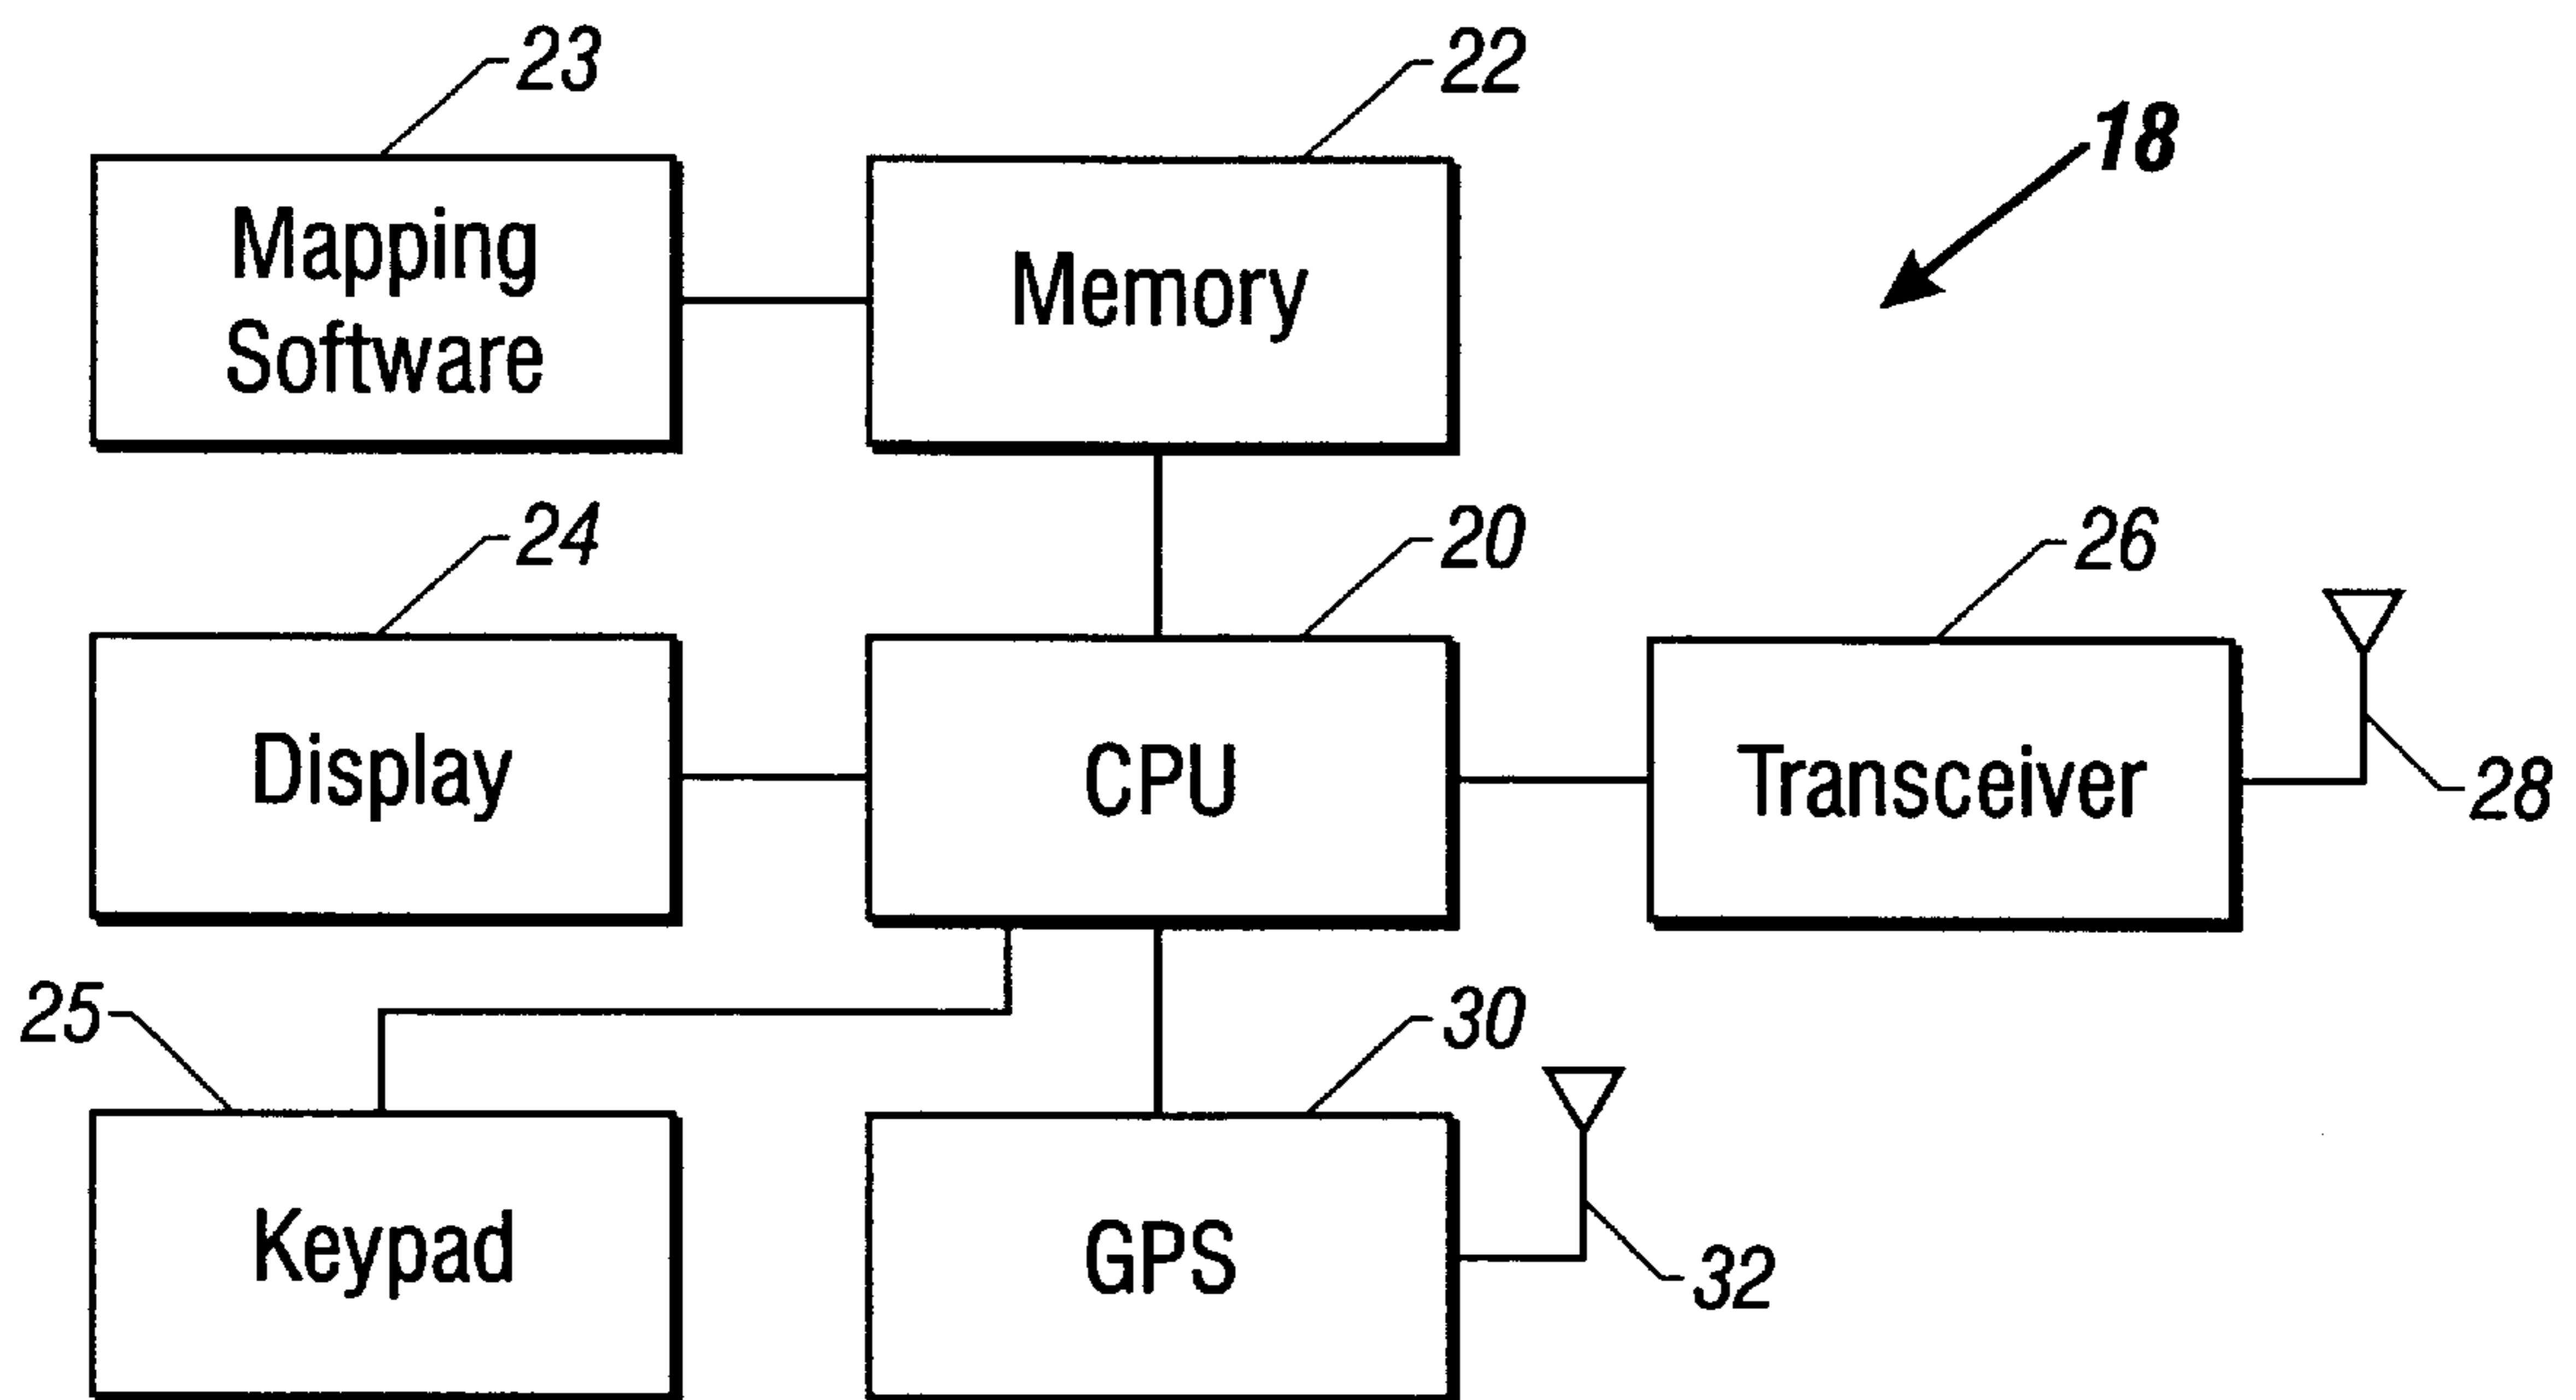 23
22
18
Mapping
Software
Memory
24
20
26
Display
CPU
Transceiver
28
25
30
Keypad
GPS
32